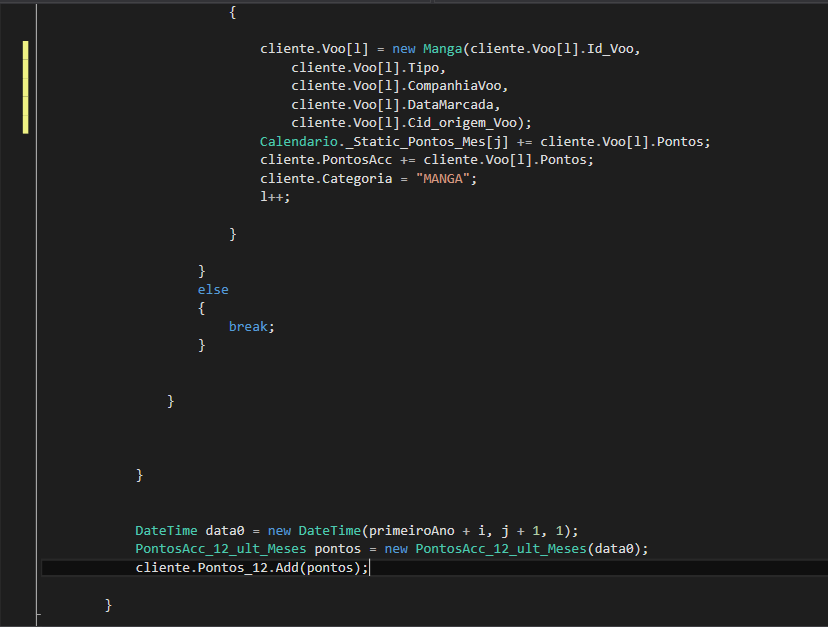 {
cliente.Voo[l] = new Manga(cliente.Voo[l].Id_Voo,
cliente.Voo[l].Tipo,
cliente.Voo[l].CompanhiaVoo,
cliente.Voo[l].DataMarcada,
cliente.Voo[l].Cid_origem_Voo);
Calendario._Static_Pontos_Mes[j] += cliente.Voo[l].Pontos;
cliente.PontosAcc += cliente.Voo[l].Pontos;
cliente.Categoria = "MANGA";
l++;
}
}
else
{
break;
}
}
}
DateTime data0 = new DateTime(primeiroAno + i, j + 1, 1);
PontosAcc_12_ult_Meses pontos = new PontosAcc_12_ult_Meses(data0);
cliente.Pontos_12.Add(pontos);
}